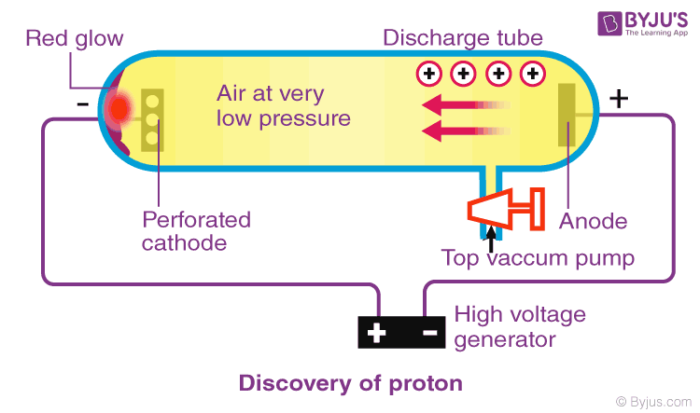 BYJU'S
The Learning App
Red glow
Discharge tube
-
+ + + +
+
Air at very
low pressure
Perforated
cathode
Anode
Top vaccum pump
+ -
High voltage
generator
Discovery of proton
© Byjus.com